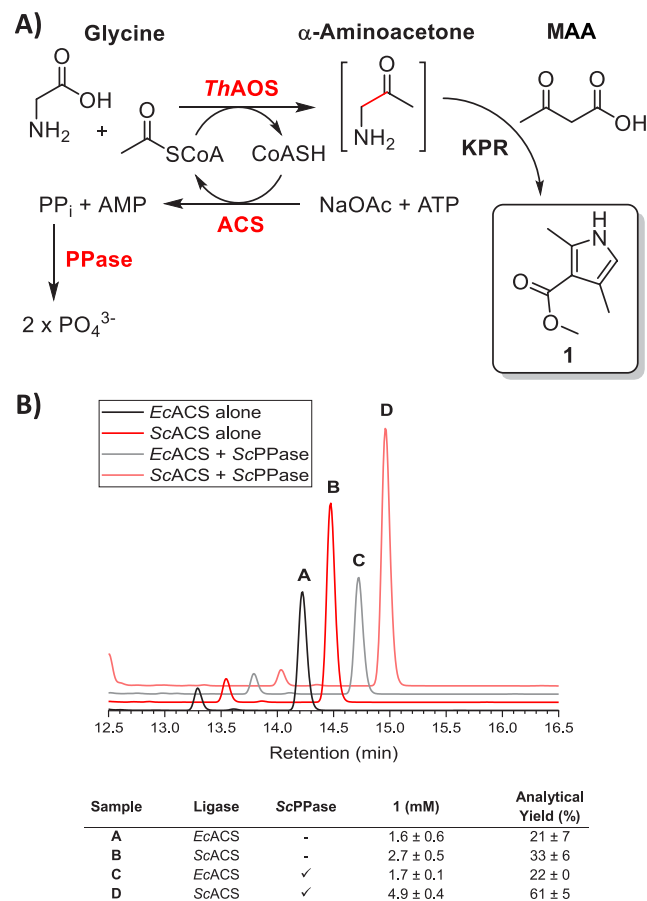 A)
Glycine
α-Aminoacetone
MAA
O
OH
NH2
+
O
SCoA
ThAOS
CoASH
O
NH2
O O
OH
KPR
PPi + AMP
ACS
NaOAc + ATP
PPase
2 x PO4 3-
H
N
O
O
1
B)
EcACS alone
ScACS alone
EcACS + ScPPase
ScACS + ScPPase
A
B
C
D
12.5 13.0 13.5 14.0 14.5 15.0 15.5 16.0 16.5
Retention (min)
Sample Ligase ScPPase 1 (mM) Analytical Yield (%)
A EcACS - 1.6 ± 0.6 21 ± 7
B ScACS - 2.7 ± 0.5 33 ± 6
C EcACS ✓ 1.7 ± 0.1 22 ± 0
D ScACS ✓ 4.9 ± 0.4 61 ± 5